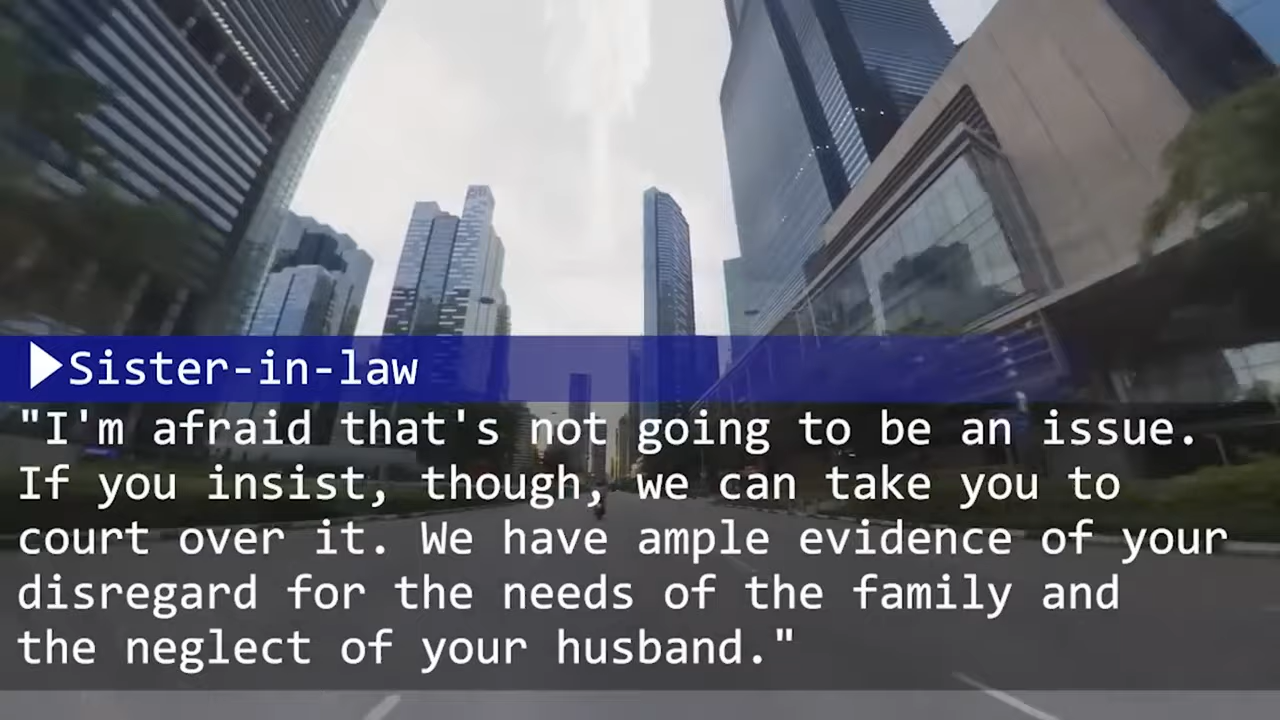 ▶Sister-in-law
"I'm afraid that's not going to be an issue.
If you insist, though, we can take you to
court over it. We have ample evidence of your
disregard for the needs of the family and
the neglect of your husband."